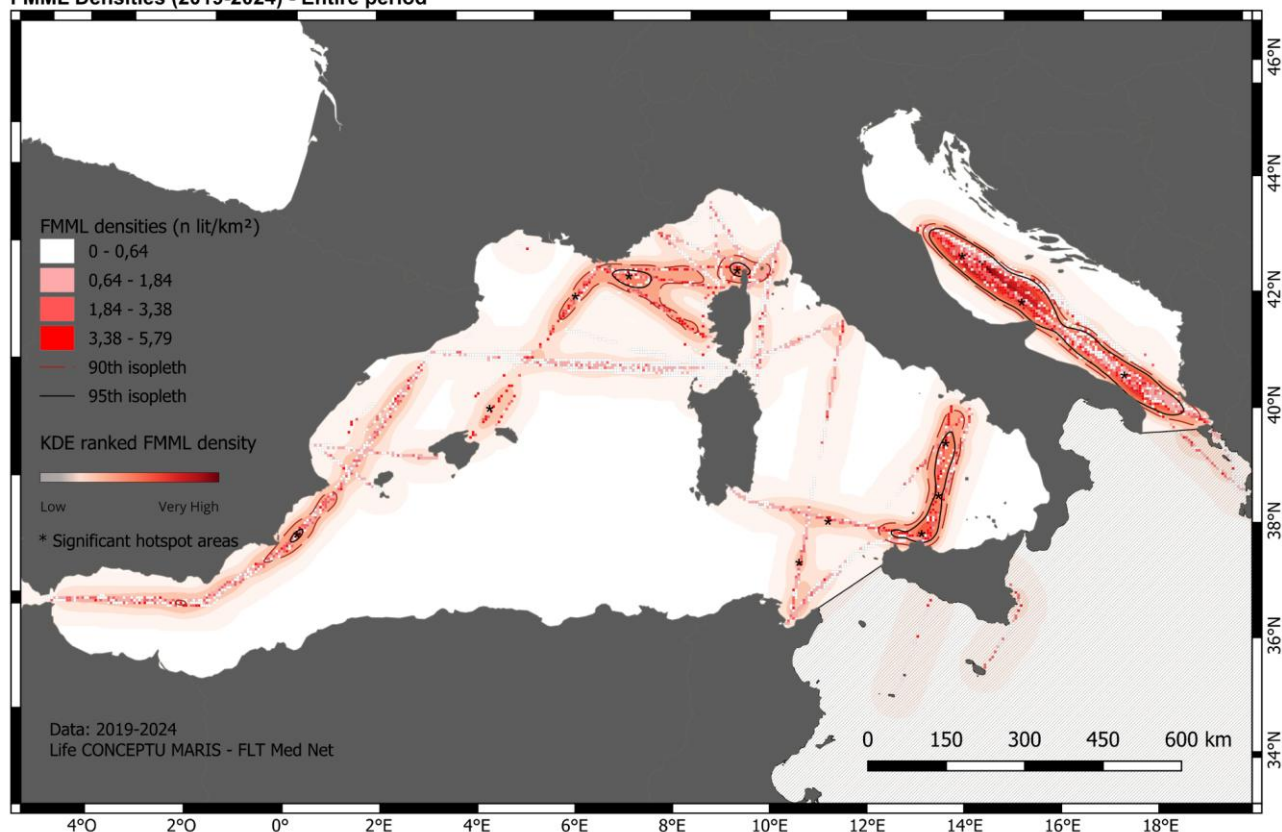 FMML Densities (2019-2024) - Entire period
46°N
44°N
42°N
40°N
38°N
36°N
34°N
FMML densities (n lit/km²)
0 - 0,64
0,64 - 1,84
1,84 - 3,38
3,38 - 5,79
90th isopleth
95th isopleth
KDE ranked FMML density
Low Very High
* Significant hotspot areas
Data: 2019-2024
Life CONCEPTU MARIS - FLT Med Net
0 150 300 450 600 km
4°O 2°O 0° 2°E 4°E 6°E 8°E 10°E 12°E 14°E 16°E 18°E